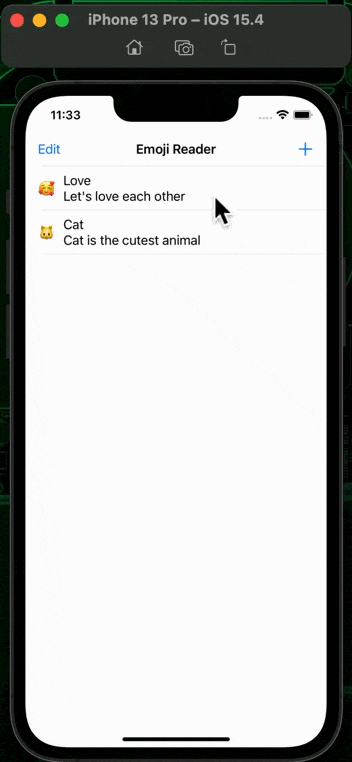 iPhone 13 Pro – iOS 15.4
11:33
Edit
Emoji Reader
+
🥰 Love
Let's love each other
🐱 Cat
Cat is the cutest animal